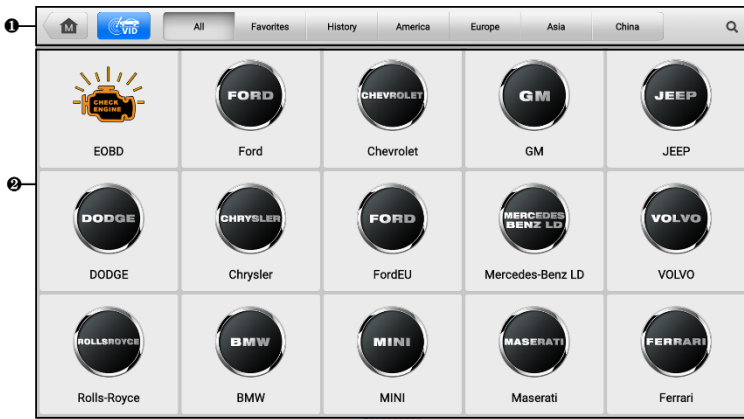 ❶
M
VID
All
Favorites
History
America
Europe
Asia
China
❷
CHECK
ENGINE
EOBD
FORD
Ford
CHEVROLET
Chevrolet
GM
GM
JEEP
JEEP
DODGE
DODGE
CHRYSLER
Chrysler
FORD
FordEU
MERCEDES
BENZ LD
Mercedes-Benz LD
VOLVO
VOLVO
ROLLSROYCE
Rolls-Royce
BMW
BMW
MINI
MINI
MASERATI
Maserati
FERRARI
Ferrari